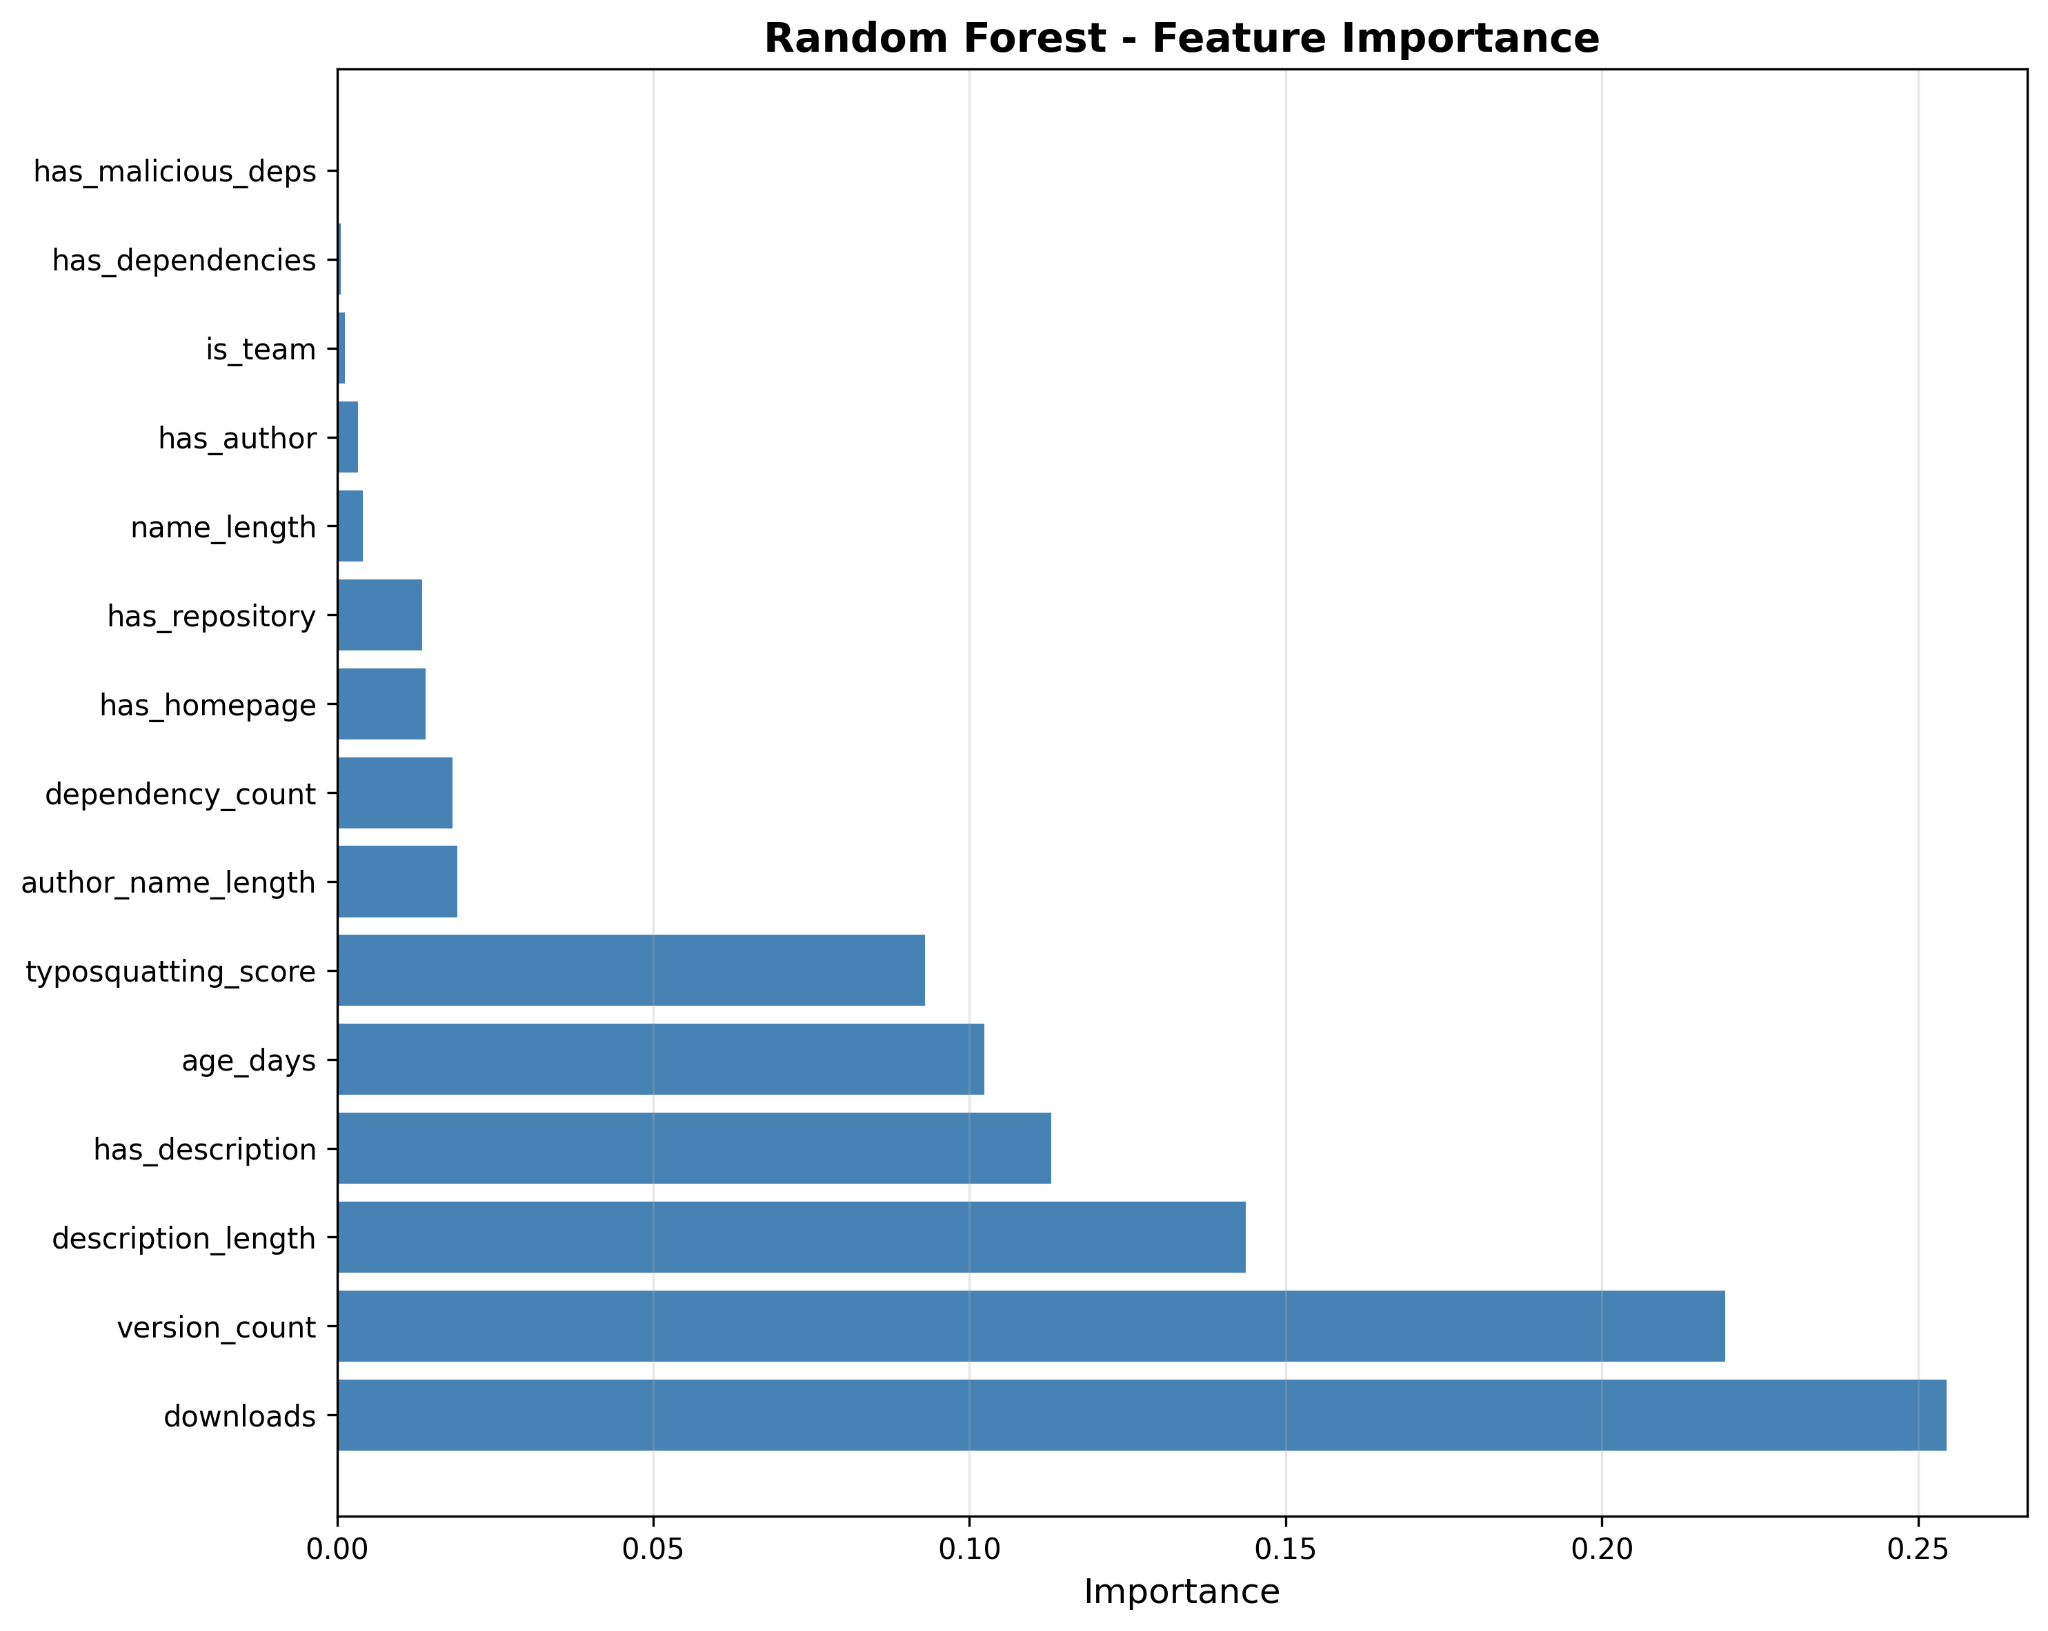 Random Forest - Feature Importance
has_malicious_deps
has_dependencies
is_team
has_author
name_length
has_repository
has_homepage
dependency_count
author_name_length
typosquatting_score
age_days
has_description
description_length
version_count
downloads
0.00 0.05 0.10 0.15 0.20 0.25
Importance